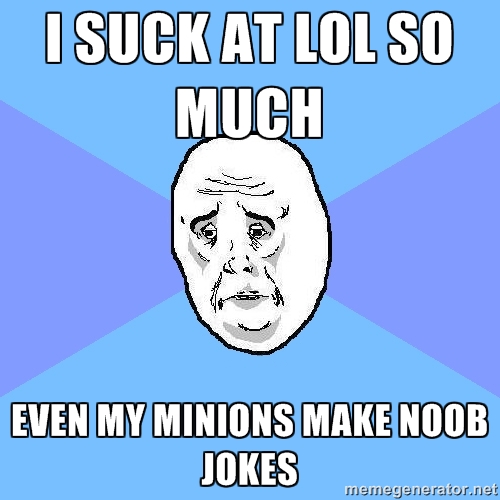 I SUCK AT LOL SO
MUCH
EVEN MY MINIONS MAKE NOOB
JOKES
memegenerator.net